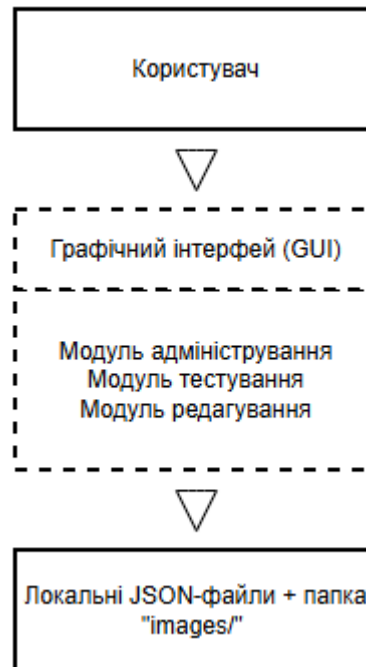 Користувач
Графічний інтерфей (GUI)
Модуль адміністрування
Модуль тестування
Модуль редагування
Локальні JSON-файли + папка
"images/"